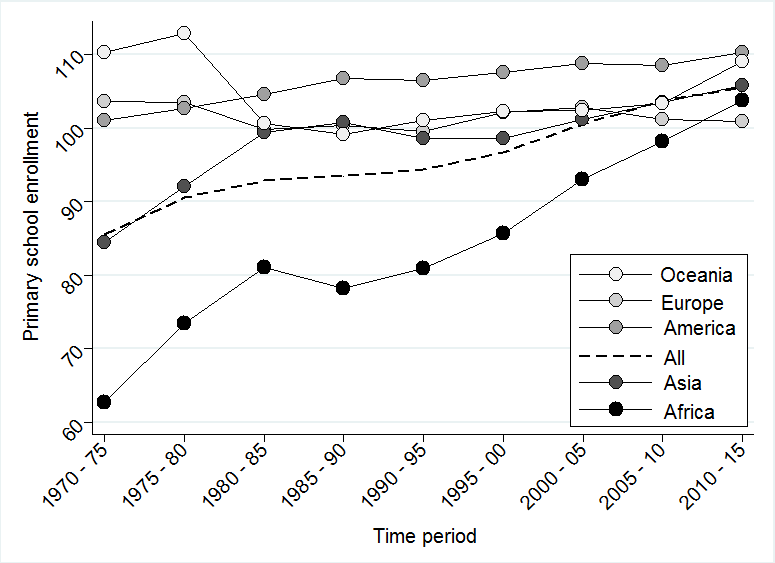 Primary school enrollment
110
100
90
80
70
60
Oceania
Europe
America
All
Asia
Africa
1970 - 75
1975 - 80
1980 - 85
1985 - 90
1990 - 95
1995 - 00
2000 - 05
2005 - 10
2010 - 15
Time period